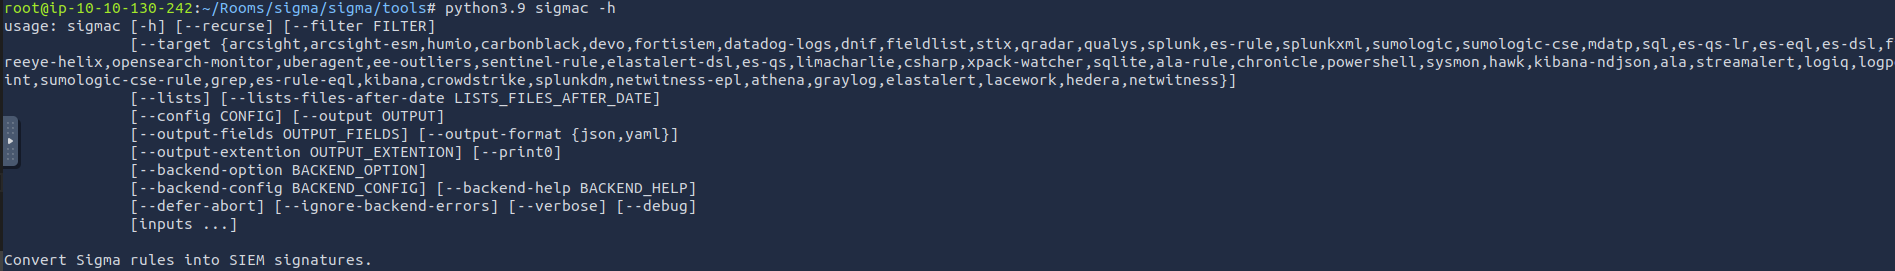 root@ip-10-10-130-242:~/Rooms/sigma/sigma/tools# python3.9 sigmac -h
usage: sigmac [-h] [--recurse] [--filter FILTER]
              [--target {arcsight,arcsight-esm,humio,carbonblack,devo,fortisiem,datadog-logs,dnif,fieldlist,stix,qradar,qualys,splunk,es-rule,splunkxml,sumologic,sumologic-cse,mdatp,sql,es-qs-lr,es-eql,es-dsl,f
reeye-helix,opensearch-monitor,uberagent,ee-outliers,sentinel-rule,elastalert-dsl,es-qs,limacharlie,csharp,xpack-watcher,sqlite,ala-rule,chronicle,powershell,sysmon,hawk,kibana-ndjson,ala,streamalert,logiq,logpo
int,sumologic-cse-rule,grep,es-rule-eql,kibana,crowdstrike,splunkdm,netwitness-epl,athena,graylog,elastalert,lacework,hedera,netwitness}]
              [--lists] [--lists-files-after-date LISTS_FILES_AFTER_DATE]
              [--config CONFIG] [--output OUTPUT]
              [--output-fields OUTPUT_FIELDS] [--output-format {json,yaml}]
              [--output-extention OUTPUT_EXTENTION] [--print0]
              [--backend-option BACKEND_OPTION]
              [--backend-config BACKEND_CONFIG] [--backend-help BACKEND_HELP]
              [--defer-abort] [--ignore-backend-errors] [--verbose] [--debug]
              [inputs ...]
Convert Sigma rules into SIEM signatures.